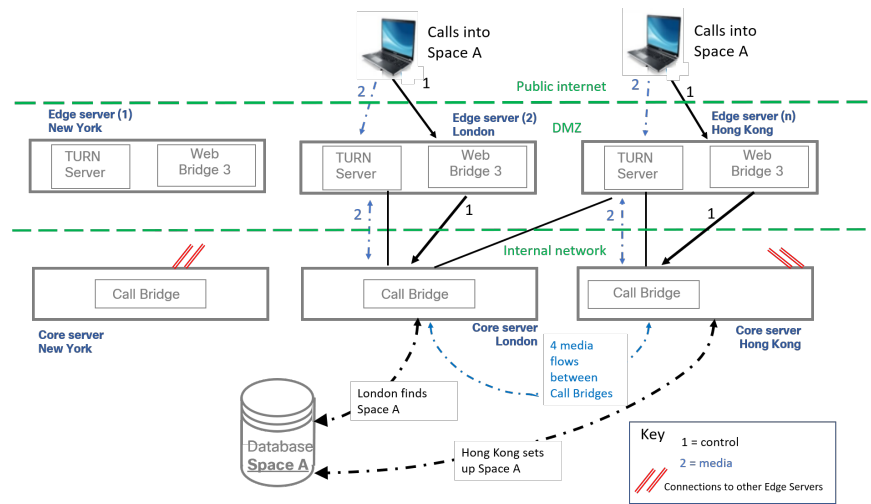 Calls into
Space A
Calls into
Space A
2
1
Public internet
2
1
Edge server (1)
New York
Edge server (2)
London
DMZ
Edge server (n)
Hong Kong
TURN
Server
Web
Bridge 3
TURN
Server
Web
Bridge 3
TURN
Server
Web
Bridge 3
2
1
2
1
Internal network
Call Bridge
Call Bridge
Call Bridge
Core server
New York
Core server
London
Core server
Hong Kong
4 media
flows
between
Call Bridges
London finds
Space A
Database
Space A
Hong Kong sets
up Space A
Key
1 = control
2 = media
Connections to other Edge Servers